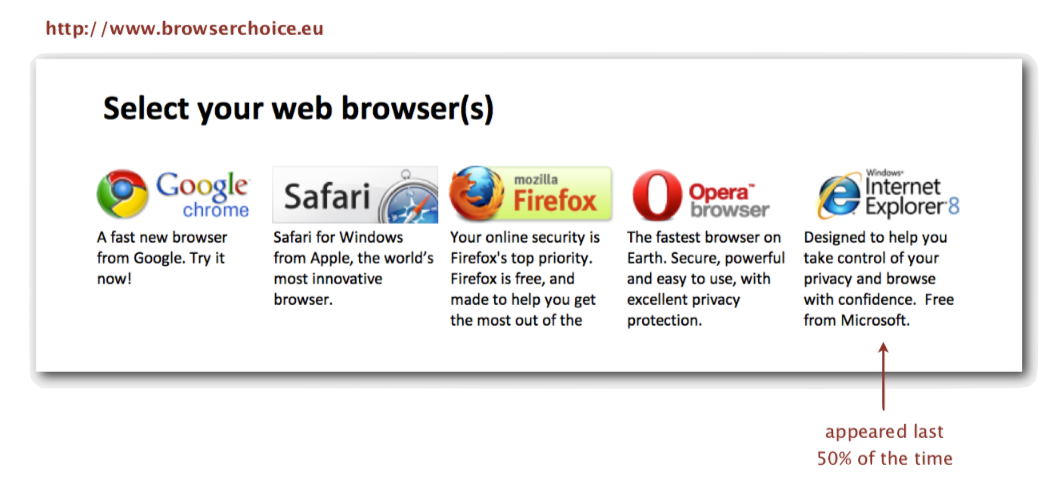 http://www.browserchoice.eu
Select your web browser(s)
Google
chrome
A fast new browser
from Google. Try it
now!
Safari
Safari for Windows
from Apple, the world's
most innovative
browser.
mozilla
Firefox
Your online security is
Firefox's top priority.
Firefox is free, and
made to help you get
the most out of the
Opera™
browser
The fastest browser on
Earth. Secure, powerful
and easy to use, with
excellent privacy
protection.
Windows®
Internet
Explorer 8
Designed to help you
take control of your
privacy and browse
with confidence.  Free
from Microsoft.
appeared last
50% of the time